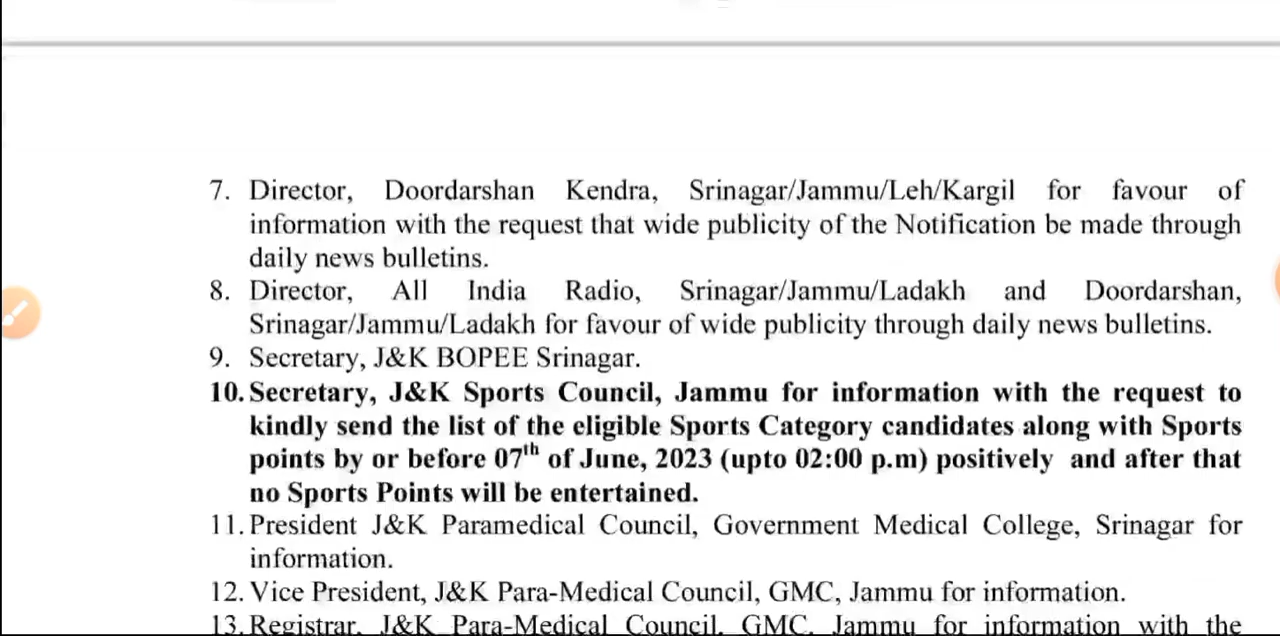 7. Director, Doordarshan Kendra, Srinagar/Jammu/Leh/Kargil for favour of
information with the request that wide publicity of the Notification be made through
daily news bulletins.
8. Director, All India Radio, Srinagar/Jammu/Ladakh and Doordarshan,
Srinagar/Jammu/Ladakh for favour of wide publicity through daily news bulletins.
9. Secretary, J&K BOPEE Srinagar.
10. Secretary, J&K Sports Council, Jammu for information with the request to
kindly send the list of the eligible Sports Category candidates along with Sports
points by or before 07th of June, 2023 (upto 02:00 p.m) positively and after that
no Sports Points will be entertained.
11. President J&K Paramedical Council, Government Medical College, Srinagar for
information.
12. Vice President, J&K Para-Medical Council, GMC, Jammu for information.
13. Registrar, J&K Para-Medical Council, GMC, Jammu for information with the